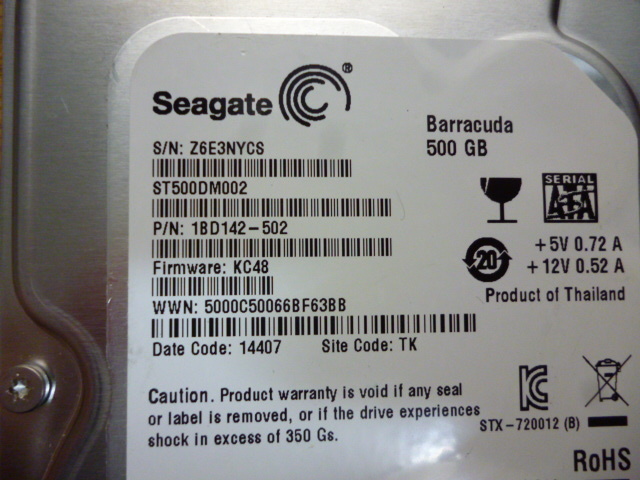 Seagate ®
Barracuda
500 GB
S/N: Z6E3NYCS
ST500DM002
P/N: 1BD142-502
Firmware: KC48
WWN: 5000C50066BF63BB
Date Code: 14407 Site Code: TK
SERIAL
ATA
20
+5V 0.72 A
+12V 0.52 A
Product of Thailand
Caution. Product warranty is void if any seal
or label is removed, or if the drive experiences
shock in excess of 350 Gs.
STX-720012 (B)
RoHS